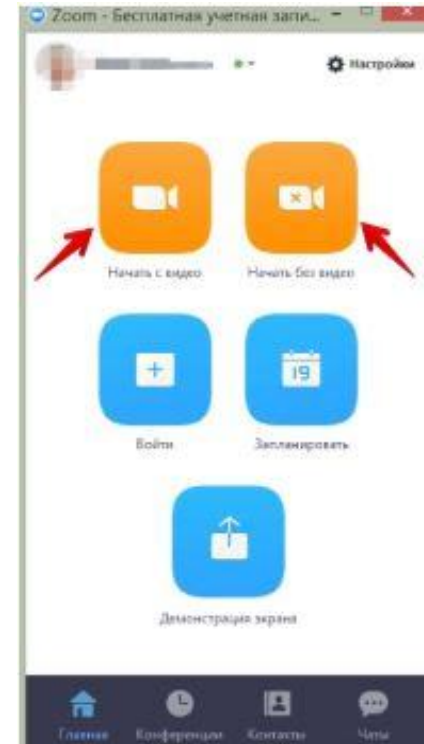 Zoom - Бесплатная учетная запи...
Настройки
Начать с видео
Начать без видео
19
Войти
Запланировать
Демонстрация экрана
Главная
Конференции
Контакты
Чаты